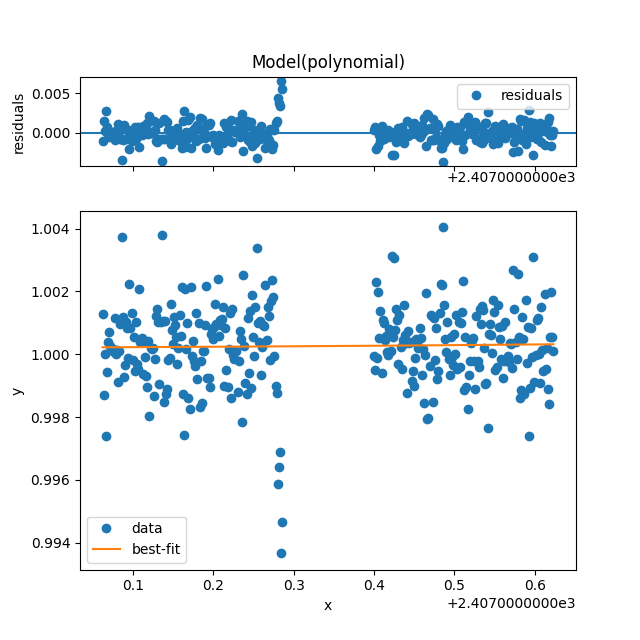 Model(polynomial)
residuals
0.005
0.000
residuals
+2.4070000000e3
1.004
1.002
1.000
0.998
0.996
0.994
y
data
best-fit
0.1 0.2 0.3 0.4 0.5 0.6
x
+2.4070000000e3